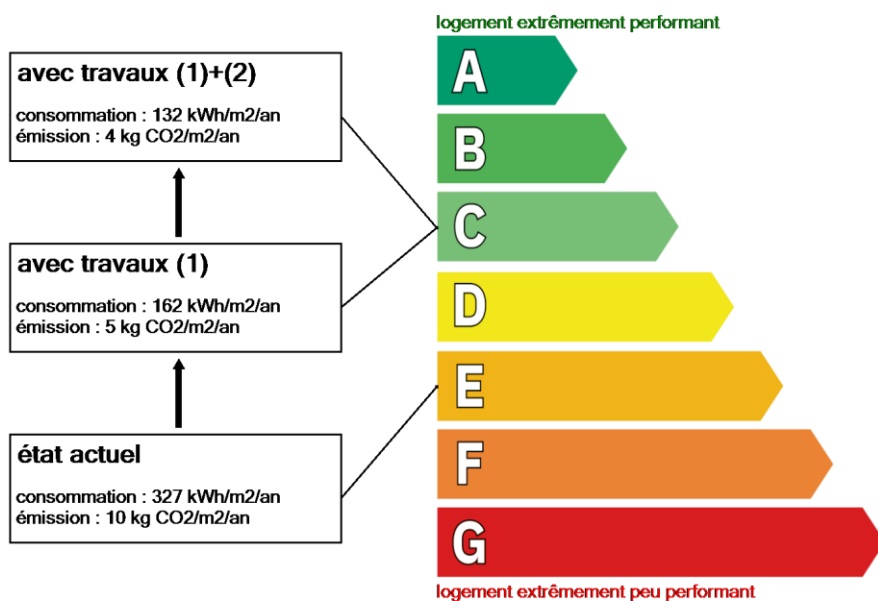 logement extrêmement performant
avec travaux (1)+(2)
consommation : 132 kWh/m2/an
émission : 4 kg CO2/m2/an
avec travaux (1)
consommation : 162 kWh/m2/an
émission : 5 kg CO2/m2/an
état actuel
consommation : 327 kWh/m2/an
émission : 10 kg CO2/m2/an
A
B
C
D
E
F
G
logement extrêmement peu performant